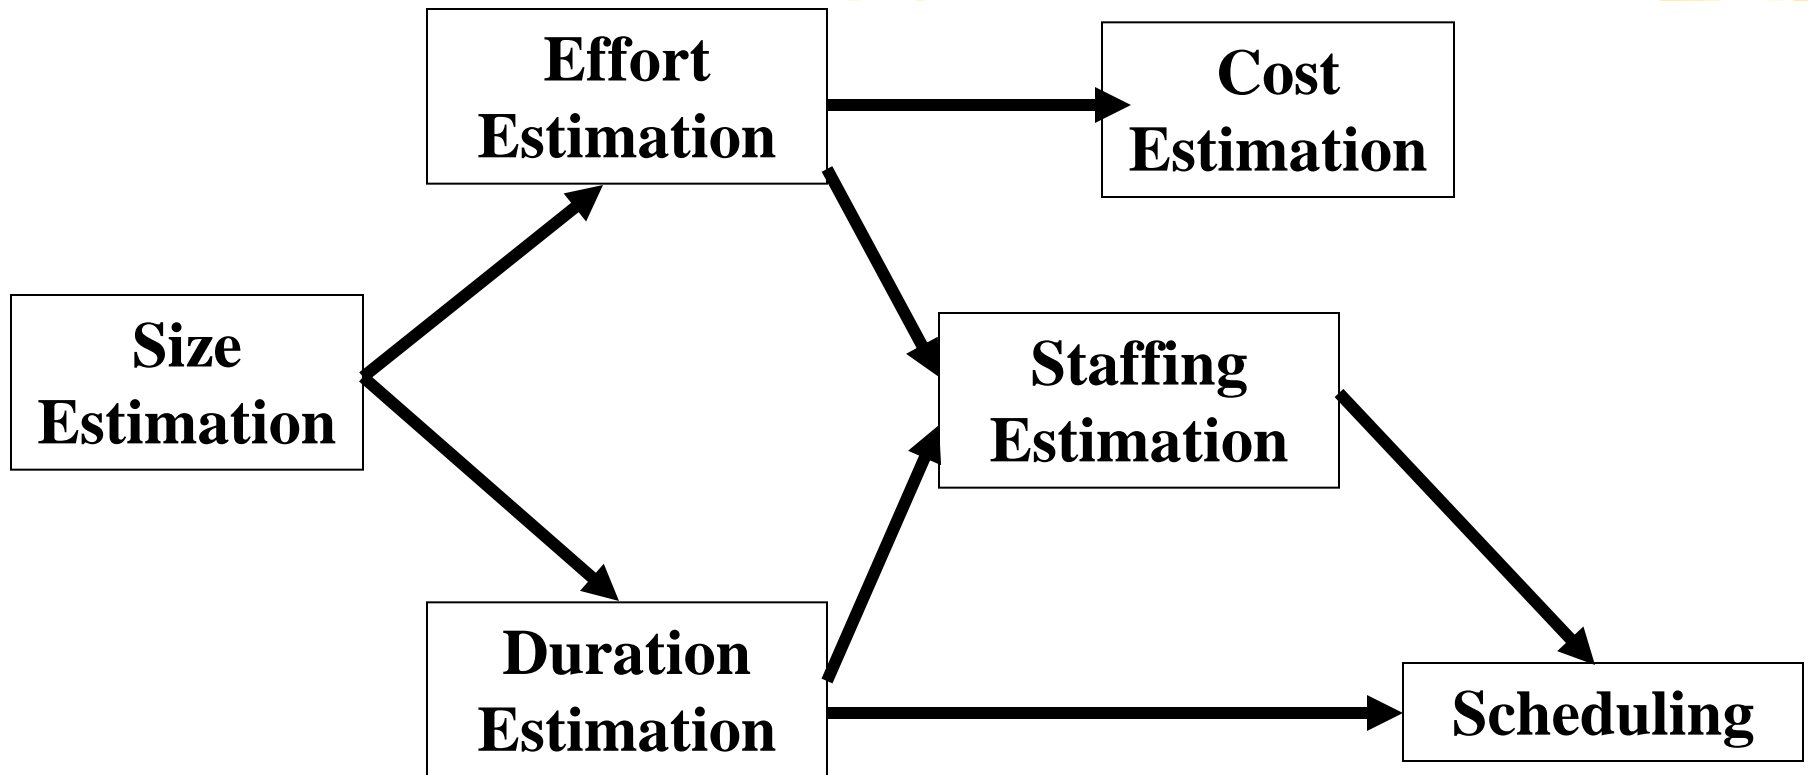 Effort
Estimation
Cost
Estimation
Size
Estimation
Staffing
Estimation
Duration
Estimation
Scheduling